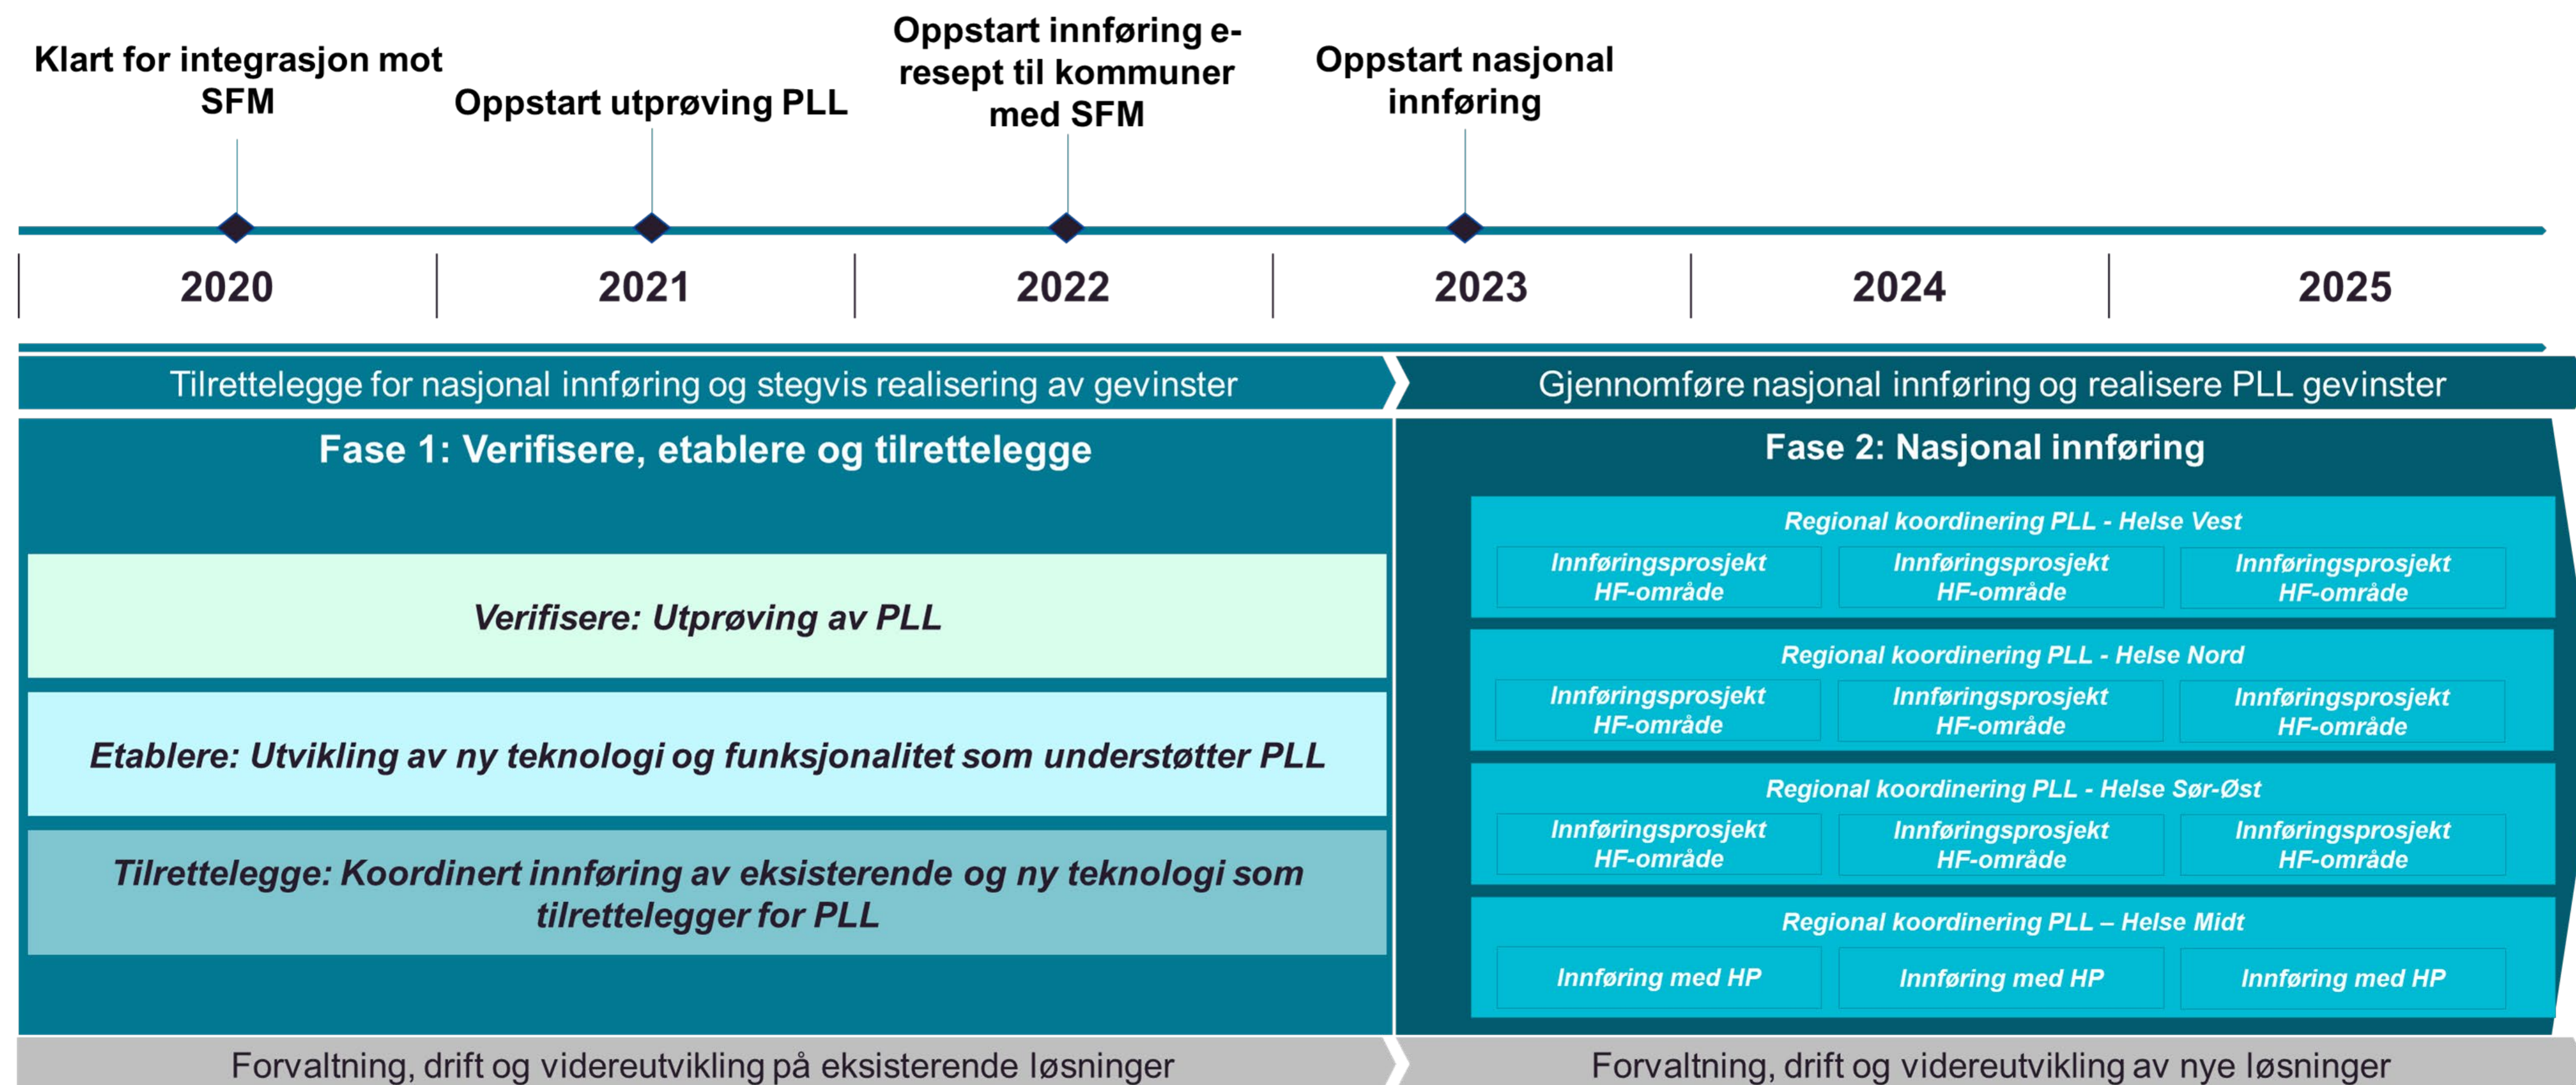 Klart for integrasjon mot
SFM
Oppstart utprøving PLL
Oppstart innføring e-
resept til kommuner
med SFM
Oppstart nasjonal
innføring
2020
2021
2022
2023
2024
2025
Tilrettelegge for nasjonal innføring og stegvis realisering av gevinster
Gjennomføre nasjonal innføring og realisere PLL gevinster
Fase 1: Verifisere, etablere og tilrettelegge
Verifisere: Utprøving av PLL
Etablere: Utvikling av ny teknologi og funksjonalitet som understøtter PLL
Tilrettelegge: Koordinert innføring av eksisterende og ny teknologi som
tilrettelegger for PLL
Fase 2: Nasjonal innføring
Regional koordinering PLL - Helse Vest
Innføringsprosjekt
HF-område
Innføringsprosjekt
HF-område
Innføringsprosjekt
HF-område
Regional koordinering PLL - Helse Nord
Innføringsprosjekt
HF-område
Innføringsprosjekt
HF-område
Innføringsprosjekt
HF-område
Regional koordinering PLL - Helse Sør-Øst
Innføringsprosjekt
HF-område
Innføringsprosjekt
HF-område
Innføringsprosjekt
HF-område
Regional koordinering PLL – Helse Midt
Innføring med HP
Innføring med HP
Innføring med HP
Forvaltning, drift og videreutvikling på eksisterende løsninger
Forvaltning, drift og videreutvikling av nye løsninger